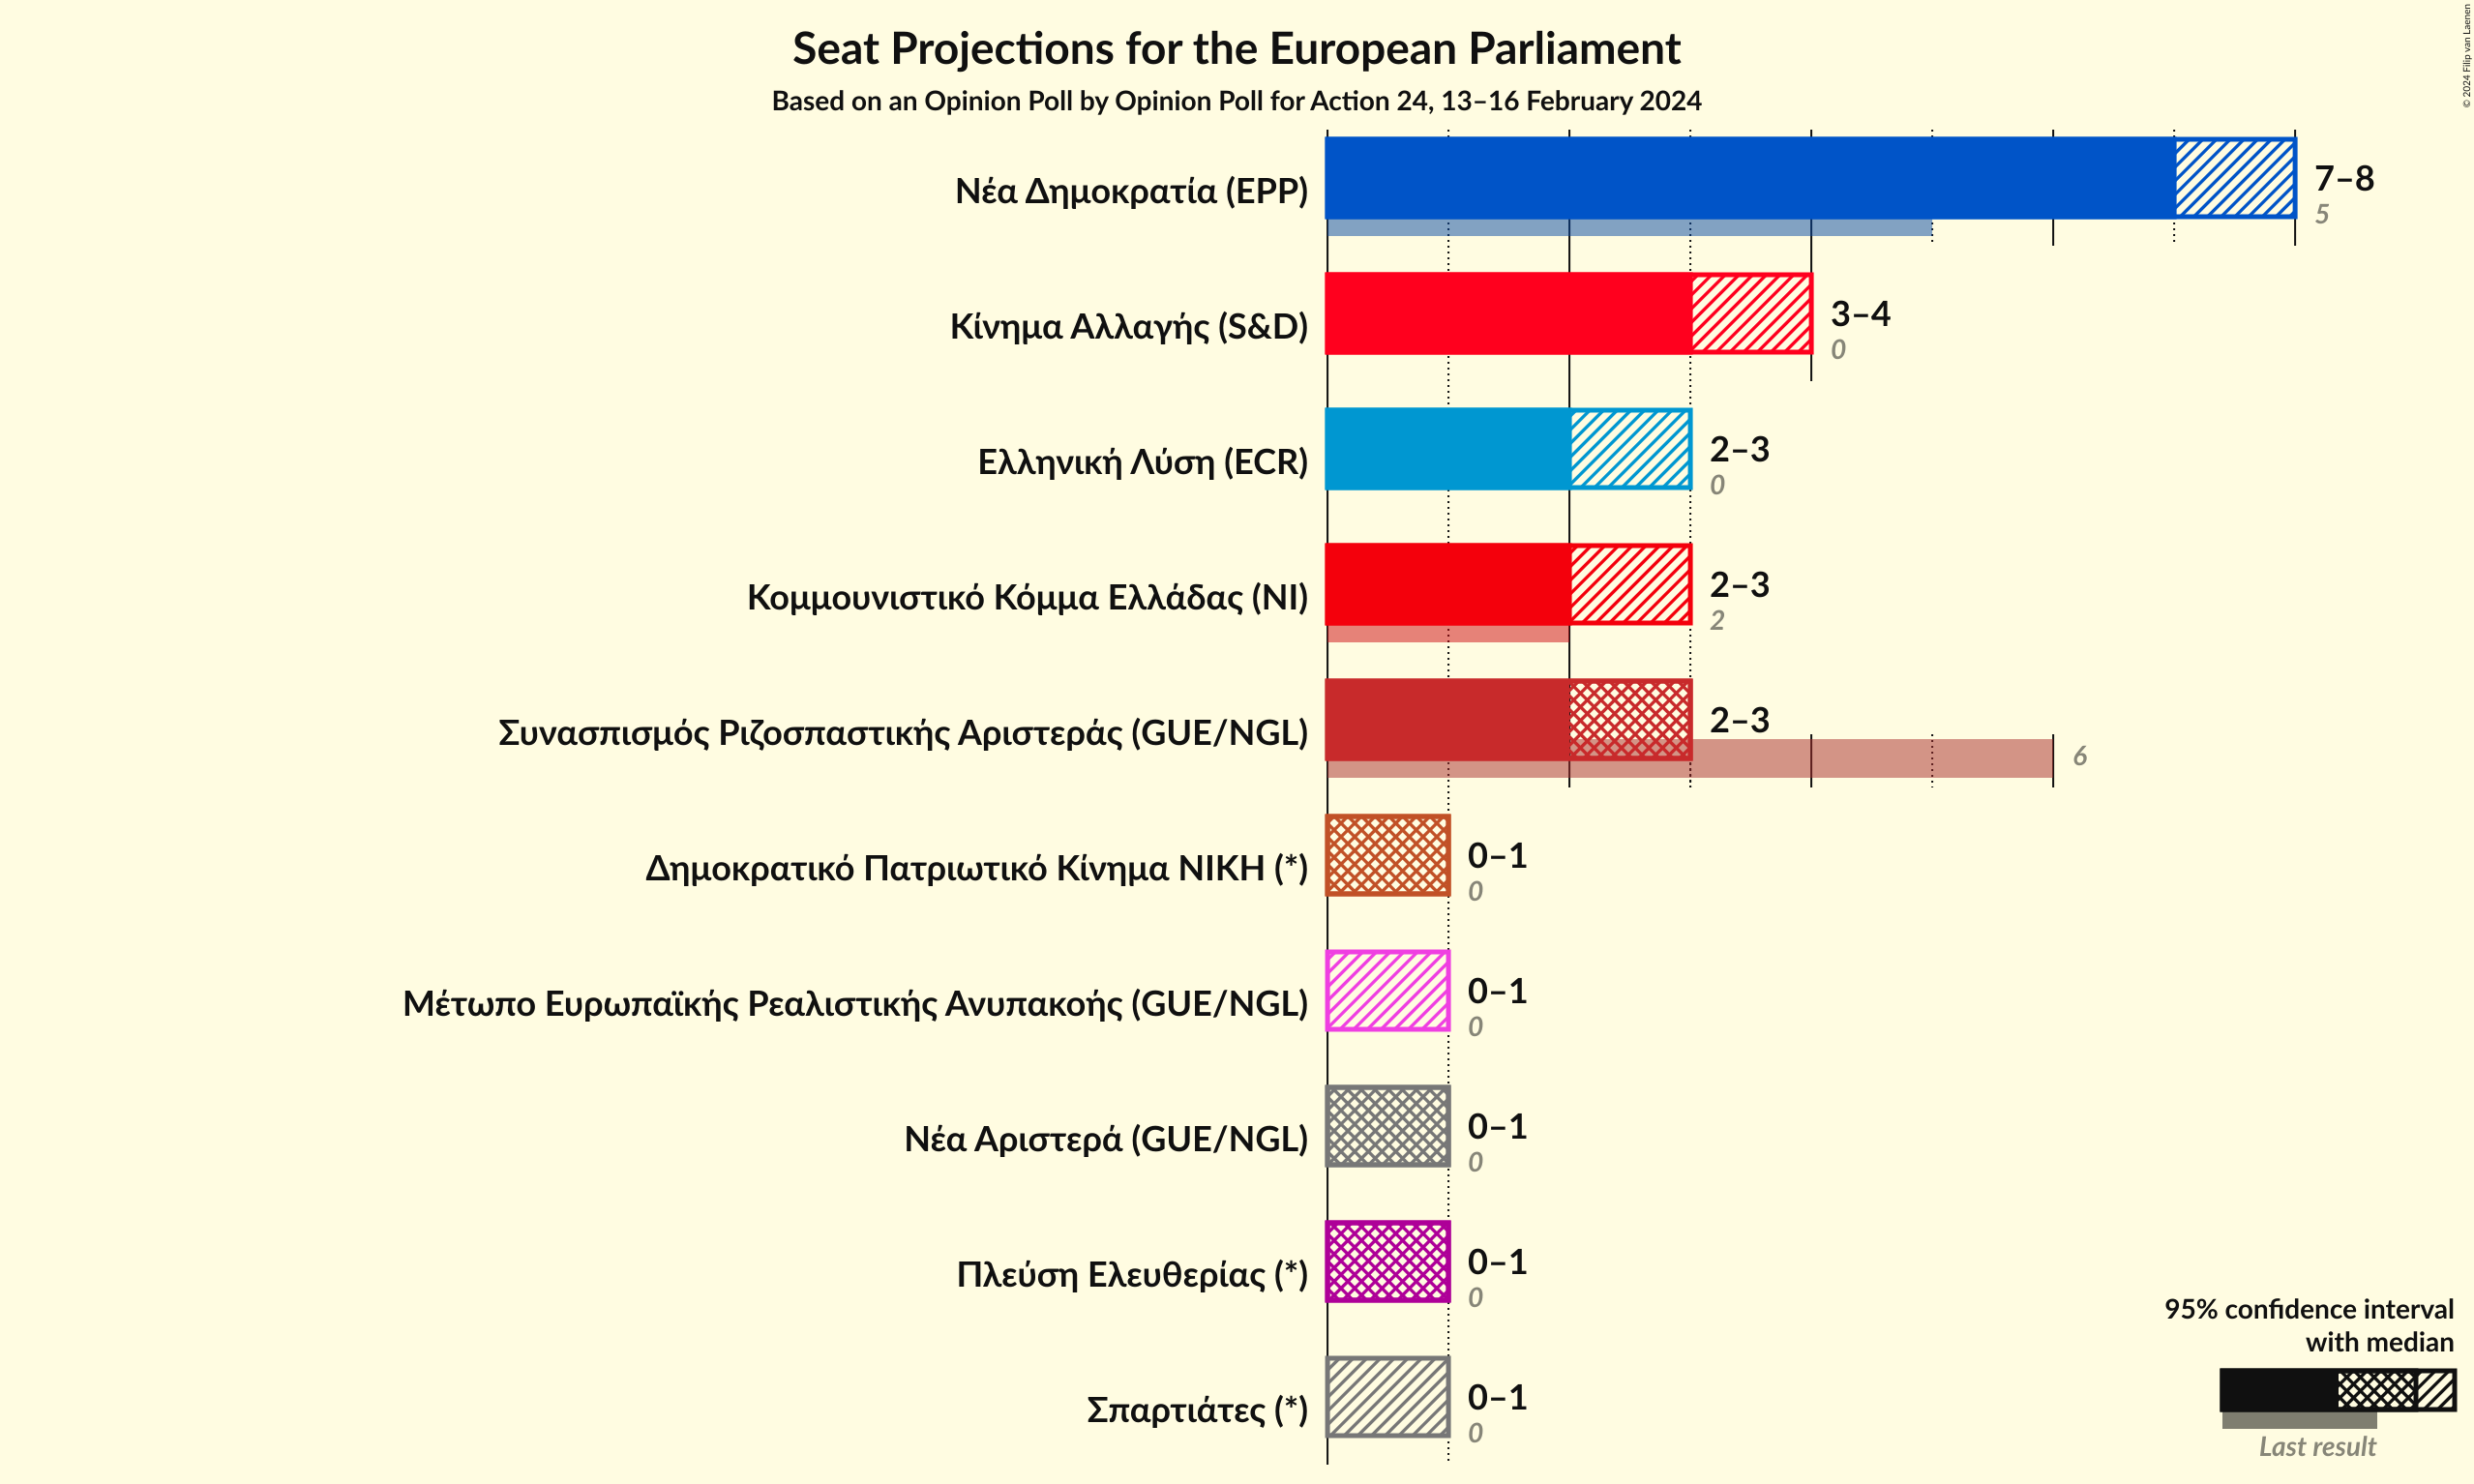 Seat Projections for the European Parliament
Based on an Opinion Poll by Opinion Poll for Action 24, 13–16 February 2024
© 2024 Filip van Laenen
Νέα Δημοκρατία (EPP)
7–8
5
Κίνημα Αλλαγής (S&D)
3–4
0
Ελληνική Λύση (ECR)
2–3
0
Κομμουνιστικό Κόμμα Ελλάδας (NI)
2–3
2
Συνασπισμός Ριζοσπαστικής Αριστεράς (GUE/NGL)
2–3
6
Δημοκρατικό Πατριωτικό Κίνημα ΝΙΚΗ (*)
0–1
0
Μέτωπο Ευρωπαϊκής Ρεαλιστικής Ανυπακοής (GUE/NGL)
0–1
0
Νέα Αριστερά (GUE/NGL)
0–1
0
Πλεύση Ελευθερίας (*)
0–1
0
Σπαρτιάτες (*)
0–1
0
95% confidence interval
with median
Last result